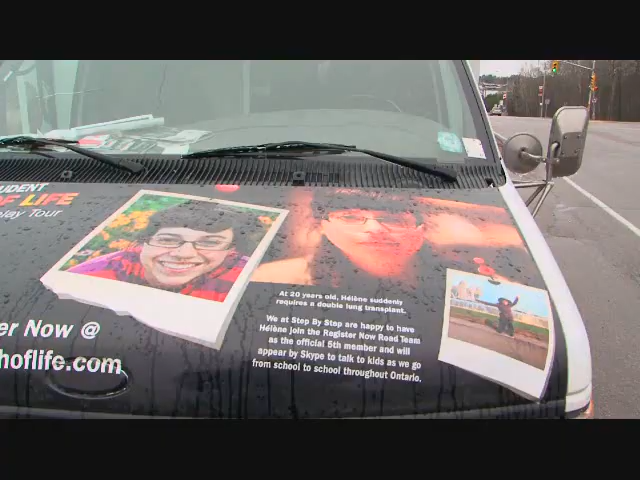 UDENT
OF LIFE
elay Tour
At 20 years old, Hélène suddenly
requires a double lung transplant.
We at Step By Step are happy to have
Hélène join the Register Now Road Team
as the official 5th member and will
appear by Skype to talk to kids as we go
from school to school throughout Ontario.
er Now @
hoflife.com